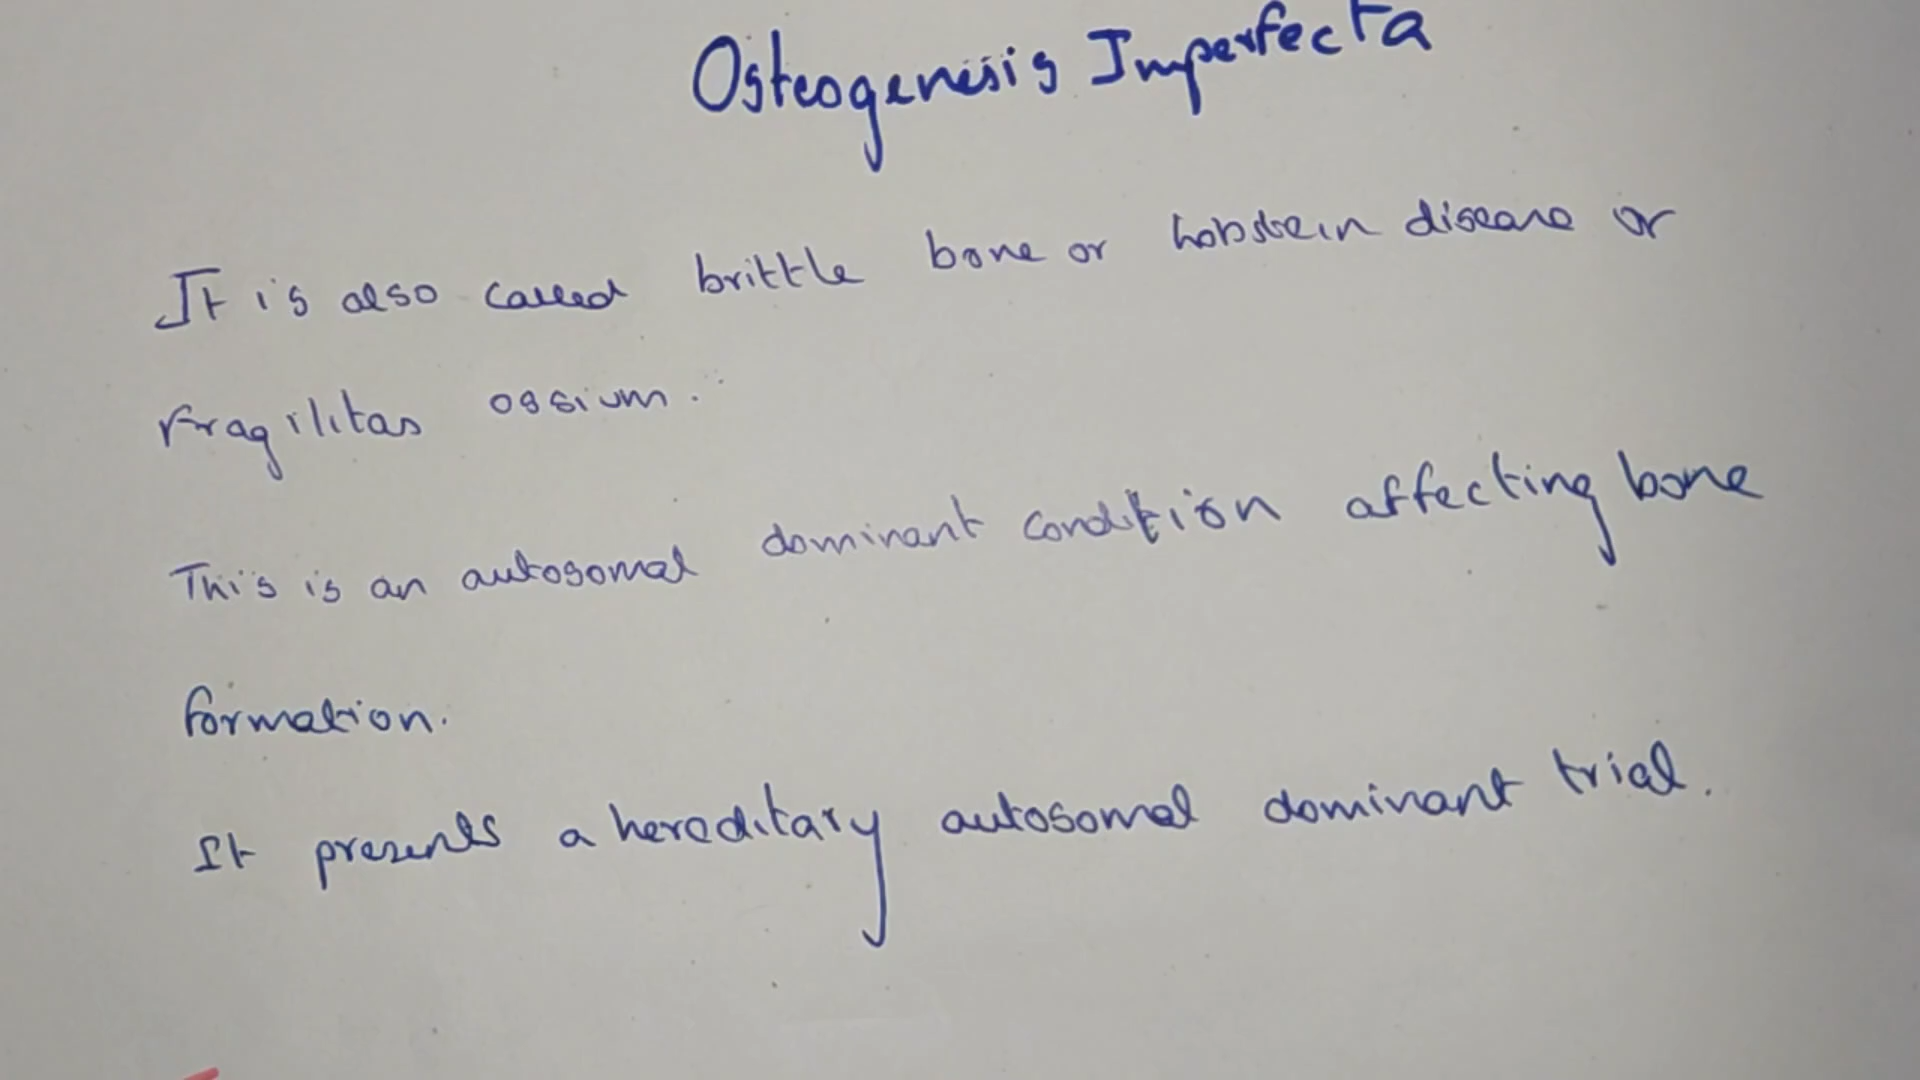 Osteogenesis Imperfecta
It is also called brittle bone or hobstein disease or
fragilitas ossium.
This is an autosomal dominant condition affecting bone
formation.
It presents a hereditary autosomal dominant trial.